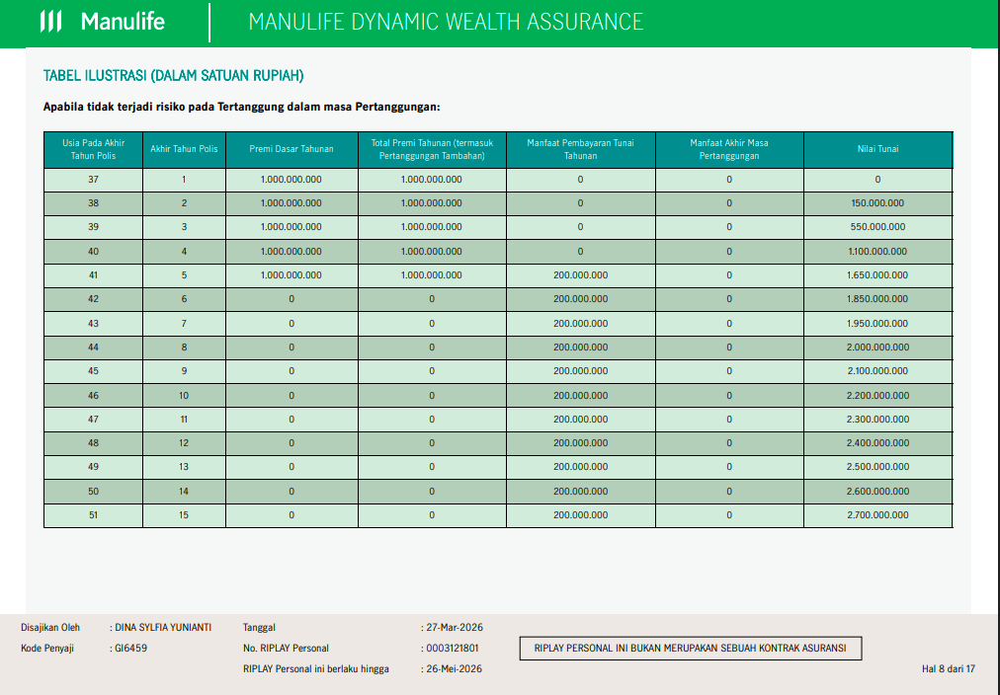 Manulife
MANULIFE DYNAMIC WEALTH ASSURANCE
TABEL ILUSTRASI (DALAM SATUAN RUPIAH)
Apabila tidak terjadi risiko pada Tertanggung dalam masa Pertanggungan:
Usia Pada Akhir Tahun Polis | Akhir Tahun Polis | Premi Dasar Tahunan | Total Premi Tahunan (termasuk Pertanggungan Tambahan) | Manfaat Pembayaran Tunai Tahunan | Manfaat Akhir Masa Pertanggungan | Nilai Tunai
37 | 1 | 1.000.000.000 | 1.000.000.000 | 0 | 0 | 0
38 | 2 | 1.000.000.000 | 1.000.000.000 | 0 | 0 | 150.000.000
39 | 3 | 1.000.000.000 | 1.000.000.000 | 0 | 0 | 550.000.000
40 | 4 | 1.000.000.000 | 1.000.000.000 | 0 | 0 | 1.100.000.000
41 | 5 | 1.000.000.000 | 1.000.000.000 | 200.000.000 | 0 | 1.650.000.000
42 | 6 | 0 | 0 | 200.000.000 | 0 | 1.850.000.000
43 | 7 | 0 | 0 | 200.000.000 | 0 | 1.950.000.000
44 | 8 | 0 | 0 | 200.000.000 | 0 | 2.000.000.000
45 | 9 | 0 | 0 | 200.000.000 | 0 | 2.100.000.000
46 | 10 | 0 | 0 | 200.000.000 | 0 | 2.200.000.000
47 | 11 | 0 | 0 | 200.000.000 | 0 | 2.300.000.000
48 | 12 | 0 | 0 | 200.000.000 | 0 | 2.400.000.000
49 | 13 | 0 | 0 | 200.000.000 | 0 | 2.500.000.000
50 | 14 | 0 | 0 | 200.000.000 | 0 | 2.600.000.000
51 | 15 | 0 | 0 | 200.000.000 | 0 | 2.700.000.000
Disajikan Oleh : DINA SYLFIA YUNIANTI
Kode Penyaji : GI6459
Tanggal : 27-Mar-2026
No. RIPLAY Personal : 0003121801
RIPLAY Personal ini berlaku hingga : 26-Mei-2026
RIPLAY PERSONAL INI BUKAN MERUPAKAN SEBUAH KONTRAK ASURANSI
Hal 8 dari 17